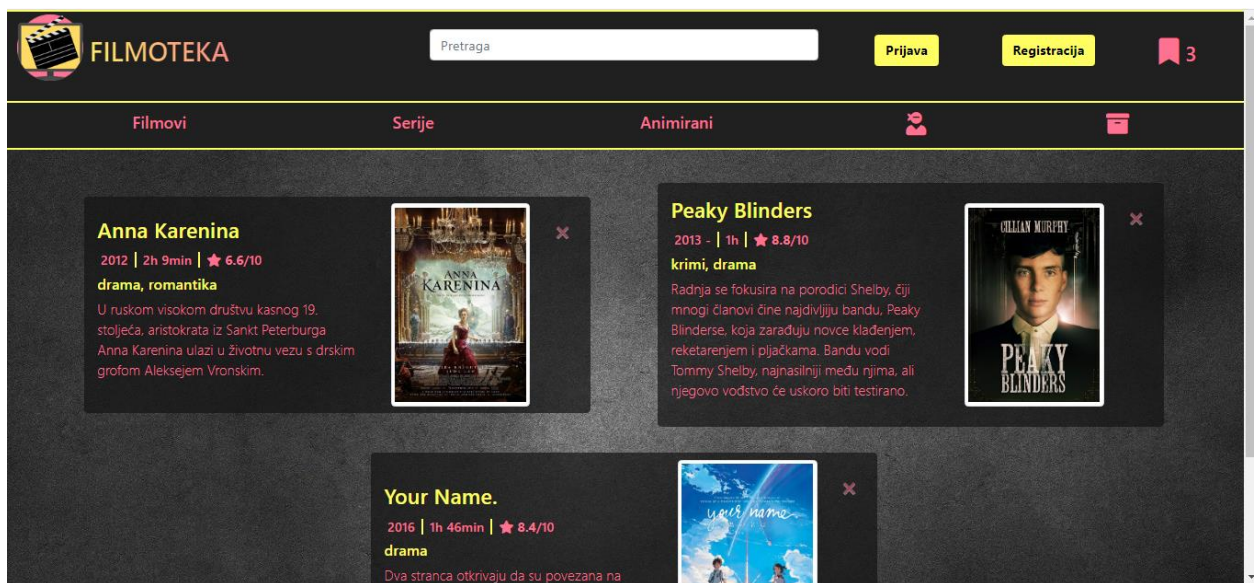 FILMOTEKA
Pretraga
Prijava
Registracija
3
Filmovi
Serije
Animirani
Anna Karenina
2012 | 2h 9min | 6.6/10
drama, romantika
U ruskom visokom društvu kasnog 19.
stoljeća, aristokrata iz Sankt Peterburga
Anna Karenina ulazi u životnu vezu s drskim
grofom Aleksejem Vronskim.
ANNA
KARENINA
Peaky Blinders
2013 - | 1h | 8.8/10
krimi, drama
Radnja se fokusira na porodici Shelby, čiji
mnogi članovi čine najdivljiju bandu, Peaky
Blinderse, koja zarađuju novce klađenjem,
reketarenjem i pljačkama. Bandu vodi
Tommy Shelby, najnasilniji među njima, ali
njegovo vođstvo će uskoro biti testirano.
CILLIAN MURPHY
PEAKY
BLINDERS
Your Name.
2016 | 1h 46min | 8.4/10
drama
Dva stranca otkrivaju da su povezana na
your name.